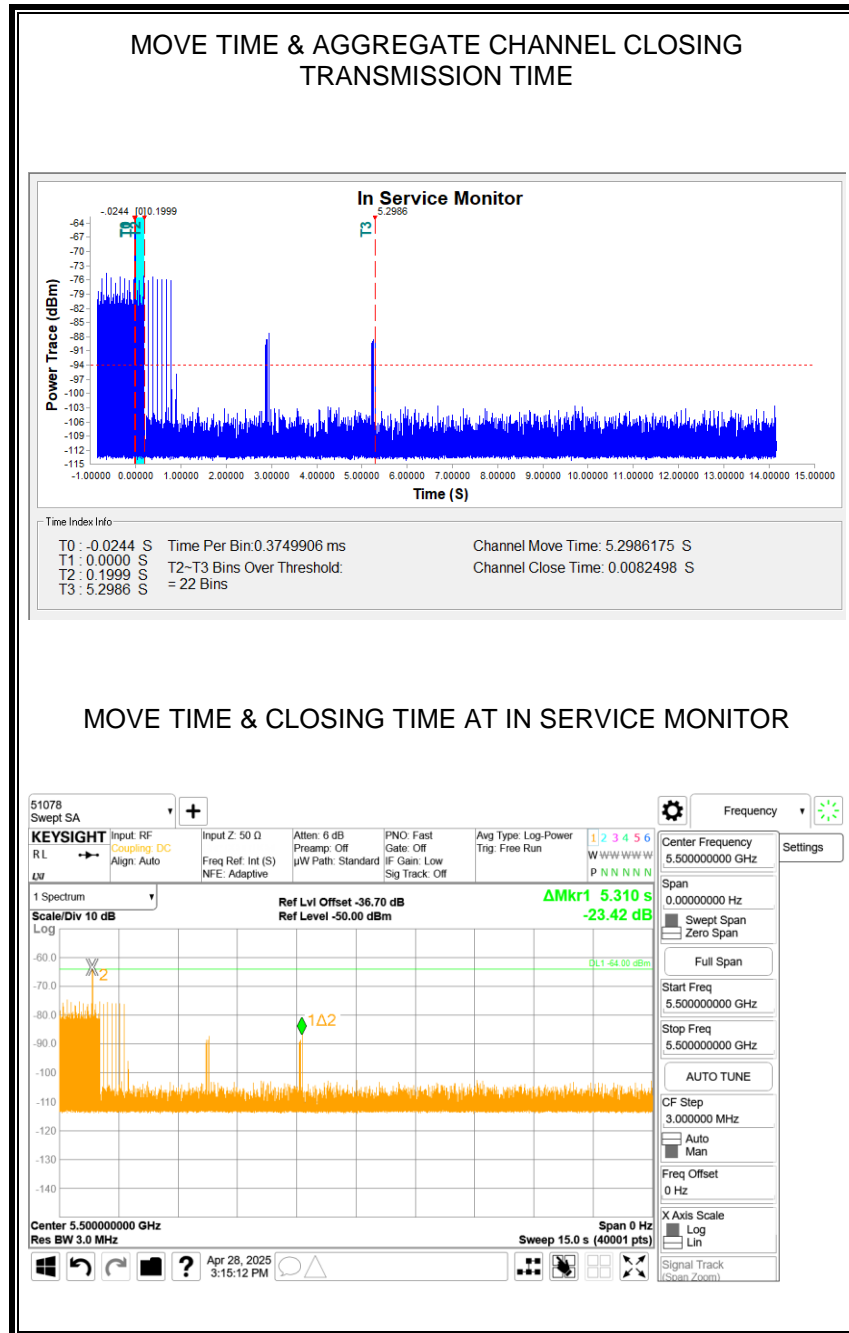 MOVE TIME & AGGREGATE CHANNEL CLOSING
TRANSMISSION TIME
In Service Monitor
-.0244 [0]0.1999 5.2986
T2 T3
Power Trace (dBm)
-64
-67
-70
-73
-76
-79
-82
-85
-88
-91
-94
-97
-100
-103
-106
-109
-112
-115
-1.00000 0.00000 1.00000 2.00000 3.00000 4.00000 5.00000 6.00000 7.00000 8.00000 9.00000 10.00000 11.00000 12.00000 13.00000 14.00000 15.00000
Time (S)
Time Index Info
T0 : -0.0244 S Time Per Bin:0.3749906 ms Channel Move Time: 5.2986175 S
T1 : 0.0000 S
T2 : 0.1999 S T2~T3 Bins Over Threshold: Channel Close Time: 0.0082498 S
T3 : 5.2986 S = 22 Bins
MOVE TIME & CLOSING TIME AT IN SERVICE MONITOR
51078
Swept SA
Frequency
Settings
KEYSIGHT
RL
LXI
Input: RF
Coupling: DC
Align: Auto
Input Z: 50 Ω
Freq Ref: Int (S)
NFE: Adaptive
Atten: 6 dB
Preamp: Off
µW Path: Standard
PNO: Fast
Gate: Off
IF Gain: Low
Sig Track: Off
Avg Type: Log-Power
Trig: Free Run
1 2 3 4 5 6
W W W W W W
P N N N N N
1 Spectrum
Scale/Div 10 dB
Log
Ref Lvl Offset -36.70 dB
Ref Level -50.00 dBm
ΔMkr1 5.310 s
-23.42 dB
DL1 -64.00 dBm
2
1Δ2
-60.0
-70.0
-80.0
-90.0
-100
-110
-120
-130
-140
Center 5.500000000 GHz
Res BW 3.0 MHz
Span 0 Hz
Sweep 15.0 s (40001 pts)
Center Frequency
5.500000000 GHz
Span
0.00000000 Hz
Swept Span
Zero Span
Full Span
Start Freq
5.500000000 GHz
Stop Freq
5.500000000 GHz
AUTO TUNE
CF Step
3.000000 MHz
Auto
Man
Freq Offset
0 Hz
X Axis Scale
Log
Lin
Signal Track
(Span Zoom)
?
Apr 28, 2025
3:15:12 PM